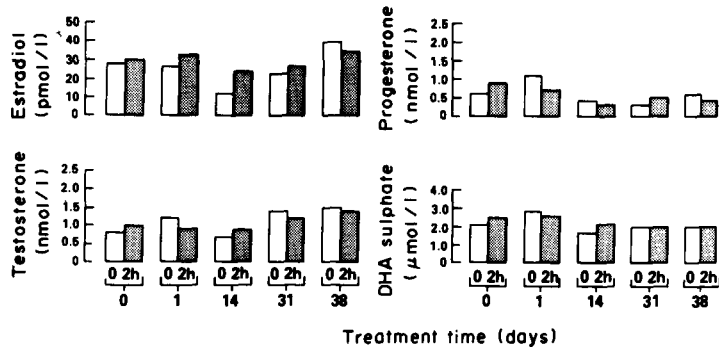 Estradiol
(pmol/l)
50
40
30
20
10
0
Progesterone
(nmol/l)
2.5
2.0
1.5
1.0
0.5
0
Testosterone
(nmol/l)
2.5
2.0
1.5
1.0
0.5
0
0 2h 0 2h 0 2h 0 2h 0 2h
0 1 14 31 38
DHA sulphate
(μmol/l)
4.0
3.0
2.0
1.0
0
0 2h 0 2h 0 2h 0 2h 0 2h
0 1 14 31 38
Treatment time (days)